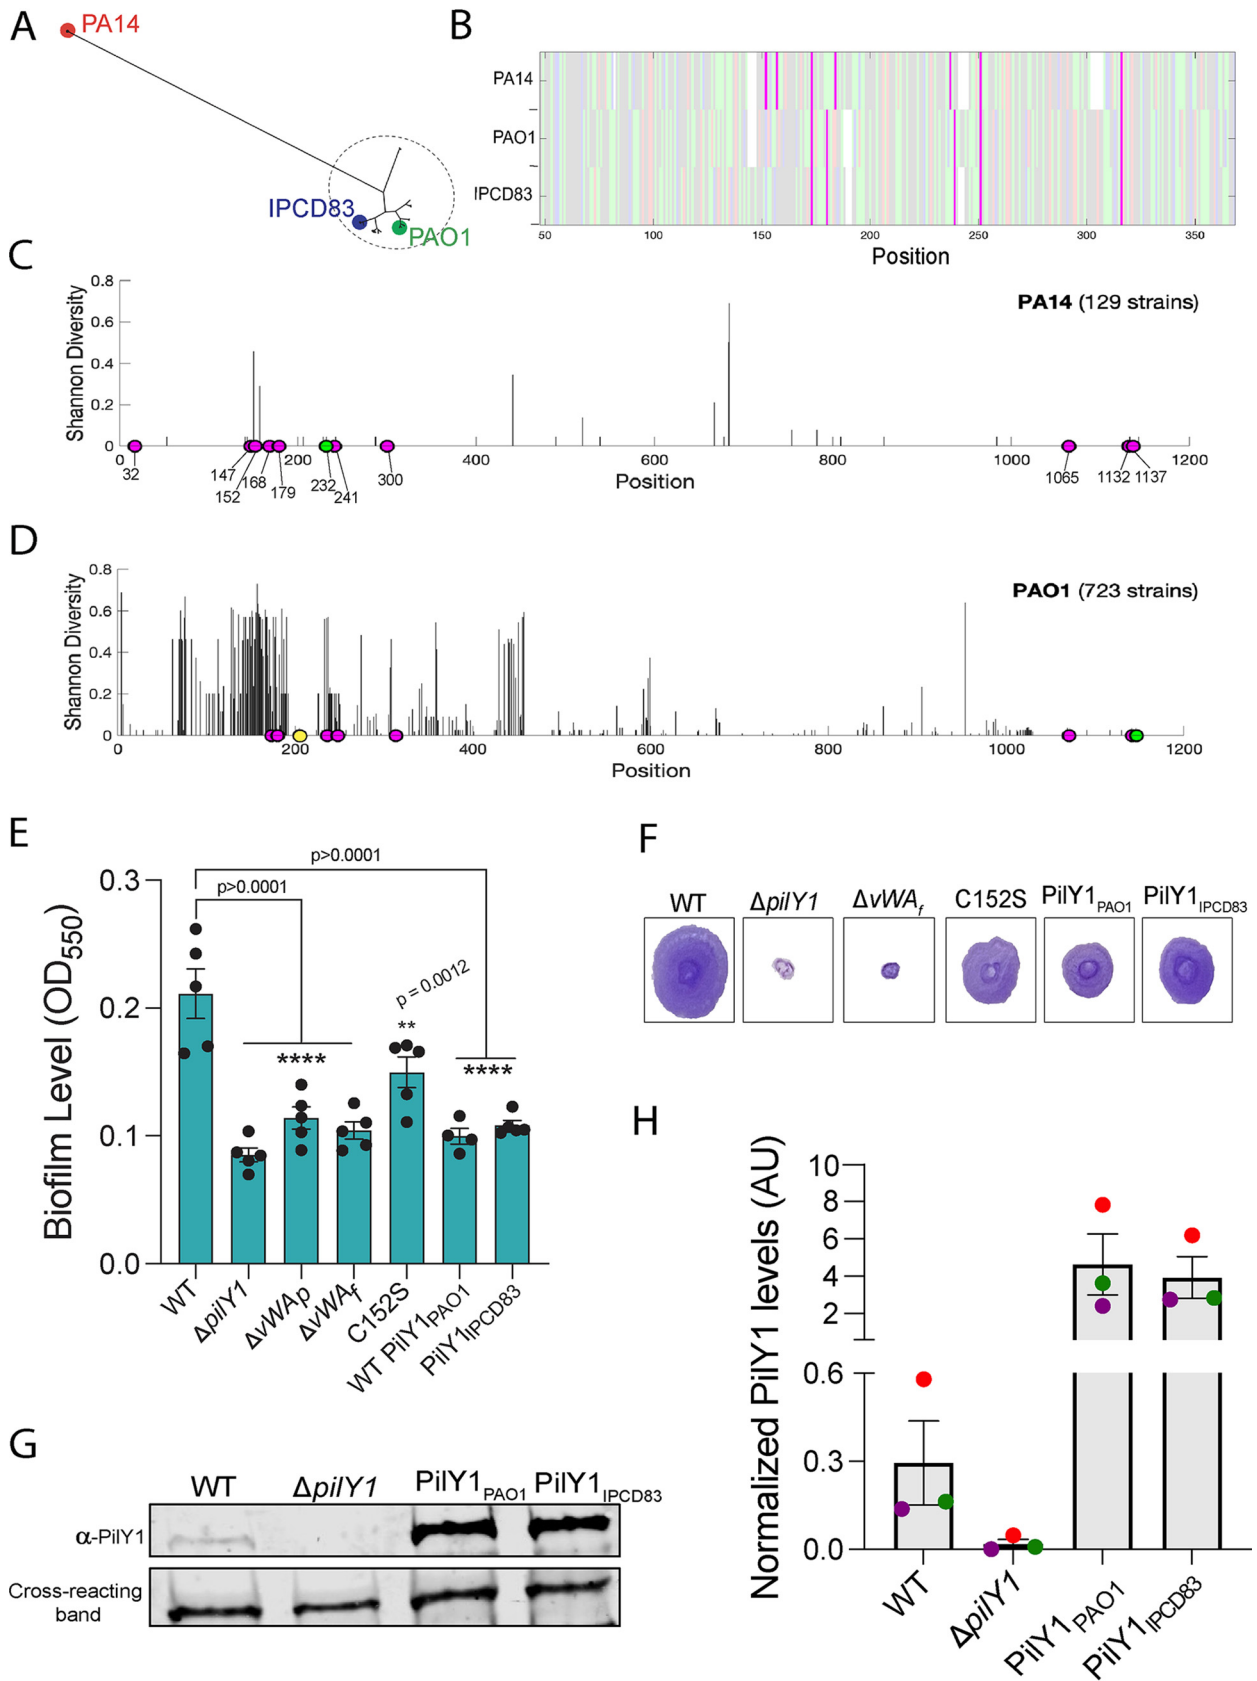 A
PA14
IPCD83
PAO1
B
PA14
PAO1
IPCD83
50 100 150 200 250 300 350
Position
C
Shannon Diversity
0.8
0.6
0.4
0.2
0
PA14 (129 strains)
0 200 400 600 800 1000 1200
32 147 152 168 179 232 241 300 1065 1132 1137
Position
D
Shannon Diversity
0.8
0.6
0.4
0.2
0
PAO1 (723 strains)
0 200 400 600 800 1000 1200
Position
E
Biofilm Level (OD550)
0.3
0.2
0.1
0.0
p>0.0001
p>0.0001
p = 0.0012
****
**
****
WT
ΔpilY1
ΔvWAp
ΔvWAf
C152S
WT PilY1PAO1
PilY1IPCD83
F
WT ΔpilY1 ΔvWAf C152S PilY1PAO1 PilY1IPCD83
G
WT ΔpilY1 PilY1PAO1 PilY1IPCD83
α-PilY1
Cross-reacting
band
H
Normalized PilY1 levels (AU)
10
8
6
4
2
0.6
0.3
0.0
WT
ΔpilY1
PilY1PAO1
PilY1IPCD83